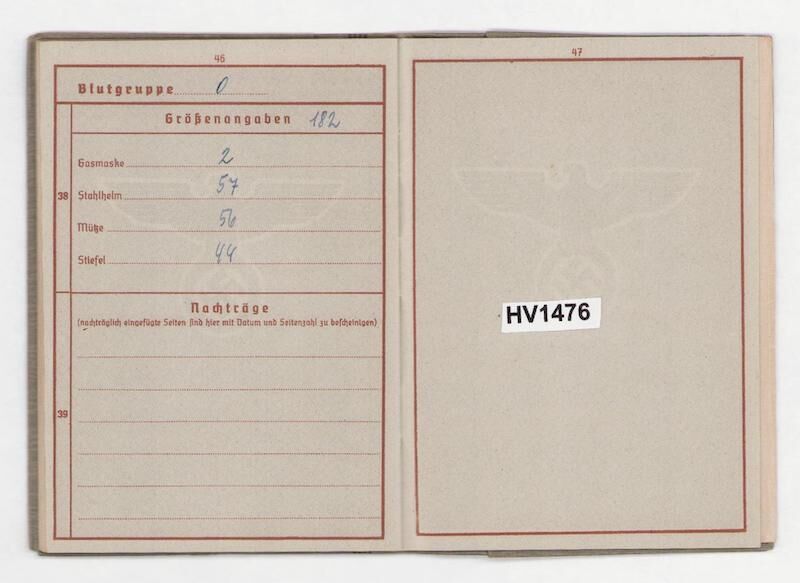 46
Blutgruppe 0
Größenangaben 182
38
Gasmaske 2
Stahlhelm 57
Mütze 56
Stiefel 44
Nachträge
(nachträglich eingefügte Seiten sind hier mit Datum und Seitenzahl zu bescheinigen)
39
47
HV1476